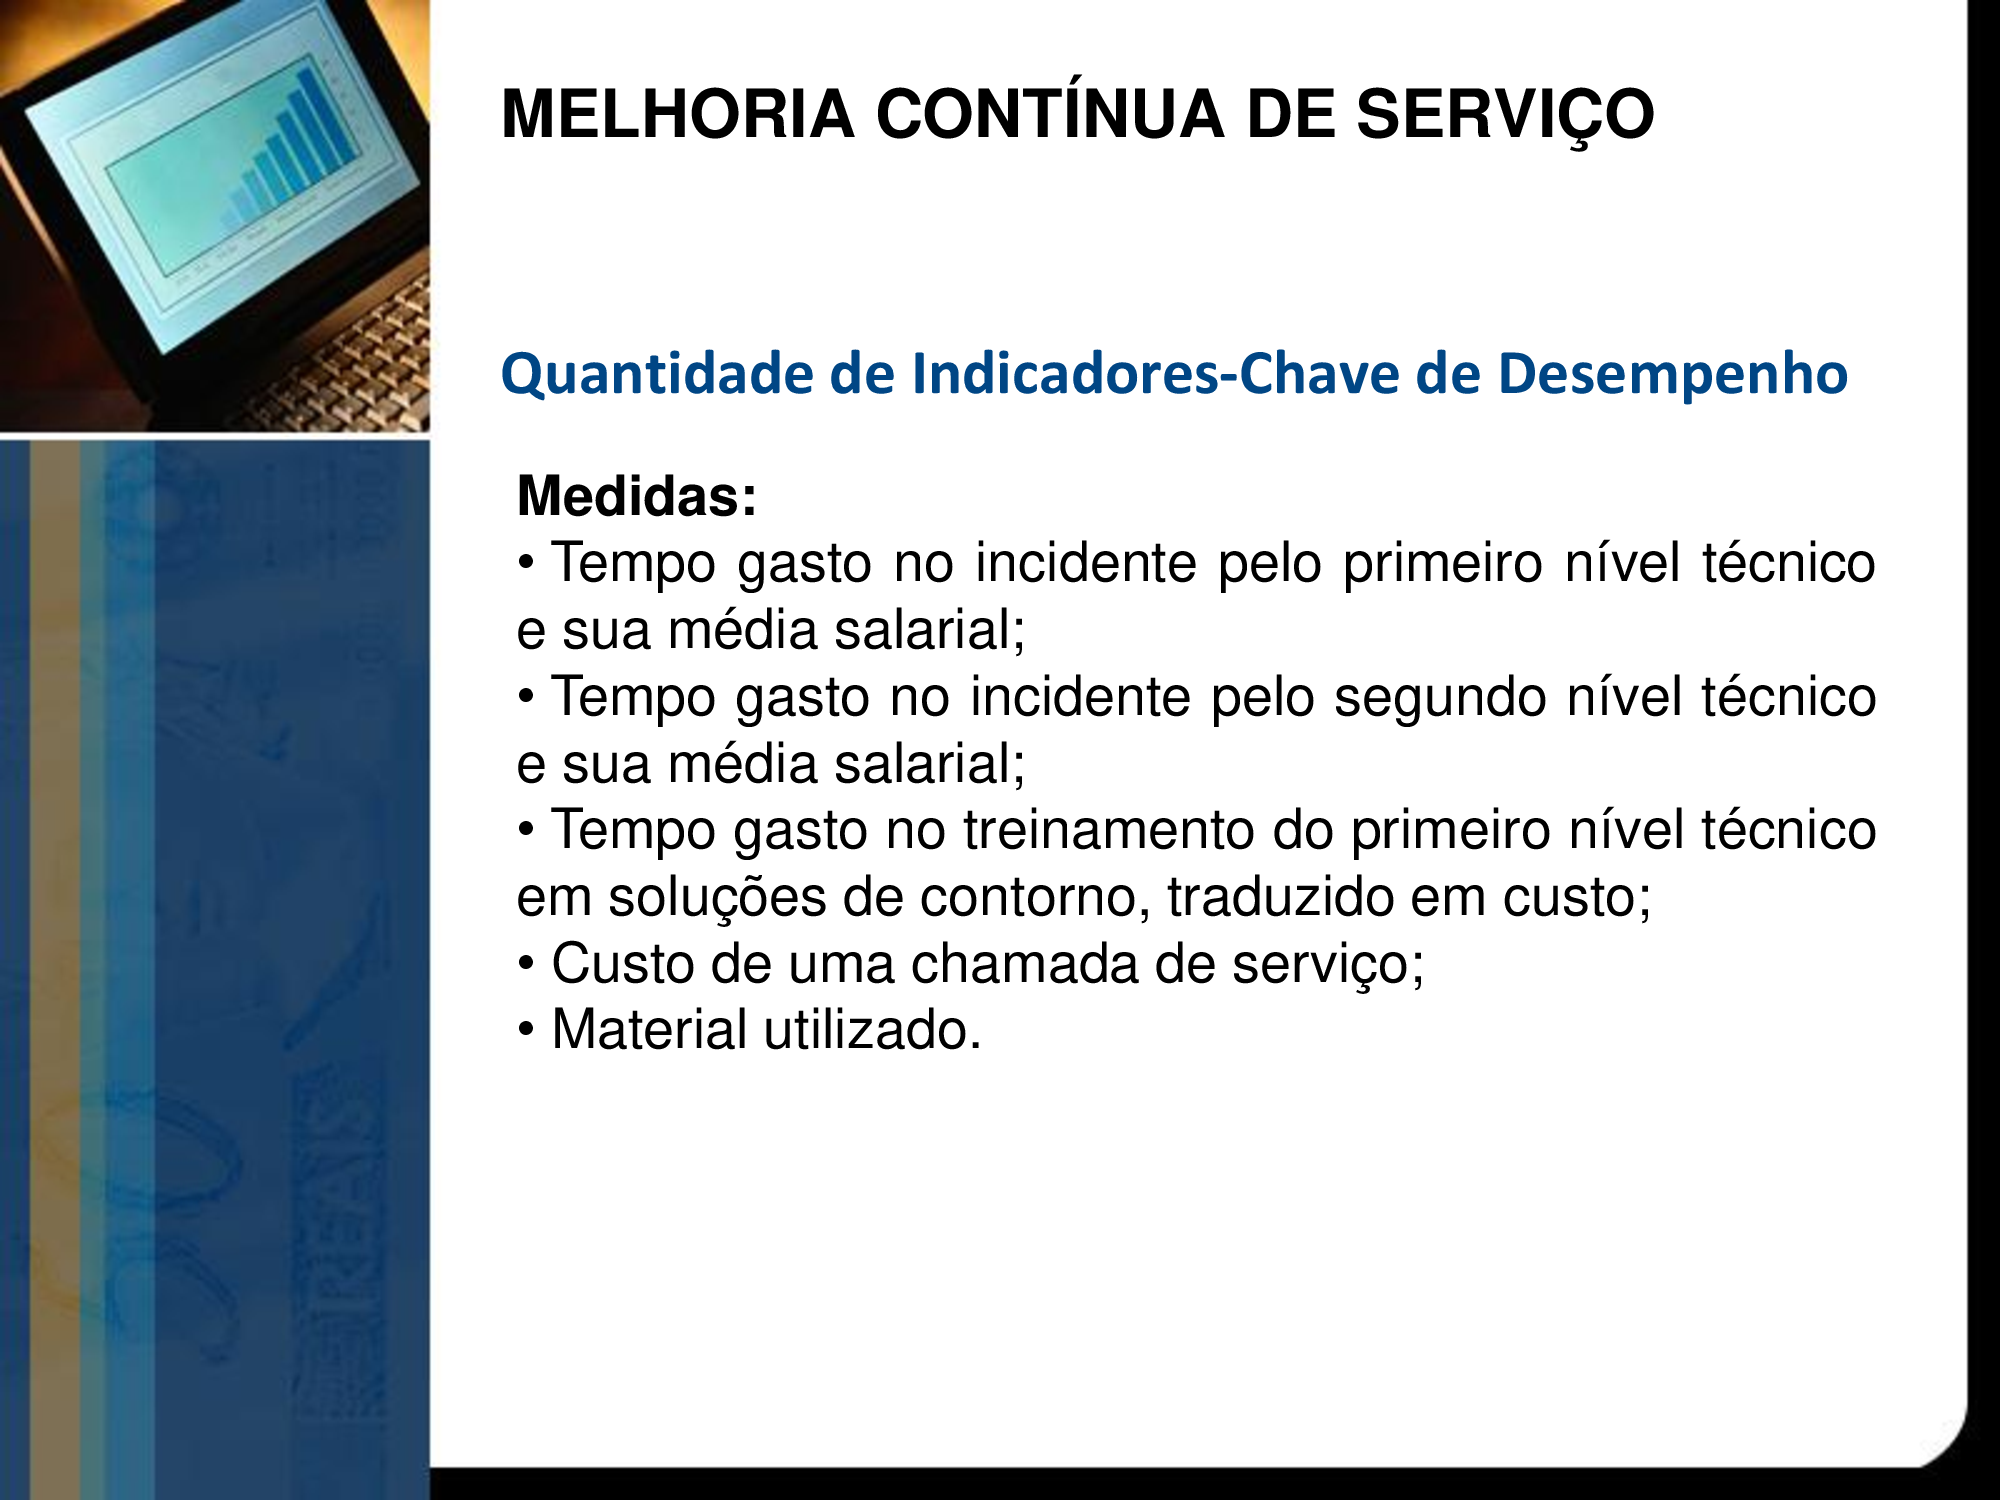 MELHORIA CONTÍNUA DE SERVIÇO
Quantidade de Indicadores-Chave de Desempenho
Medidas:
• Tempo gasto no incidente pelo primeiro nível técnico
e sua média salarial;
• Tempo gasto no incidente pelo segundo nível técnico
e sua média salarial;
• Tempo gasto no treinamento do primeiro nível técnico
em soluções de contorno, traduzido em custo;
• Custo de uma chamada de serviço;
• Material utilizado.
REAIS